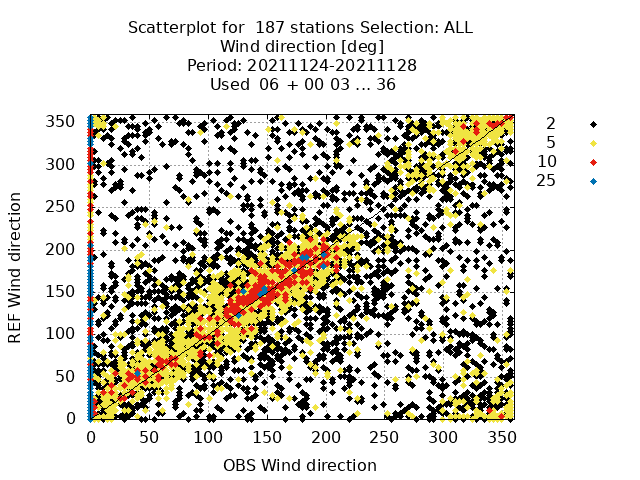 Scatterplot for 187 stations Selection: ALL
Wind direction [deg]
Period: 20211124-20211128
Used 06 + 00 03 ... 36
2
5
10
25
350
300
250
200
150
100
50
0
REF Wind direction
0 50 100 150 200 250 300 350
OBS Wind direction